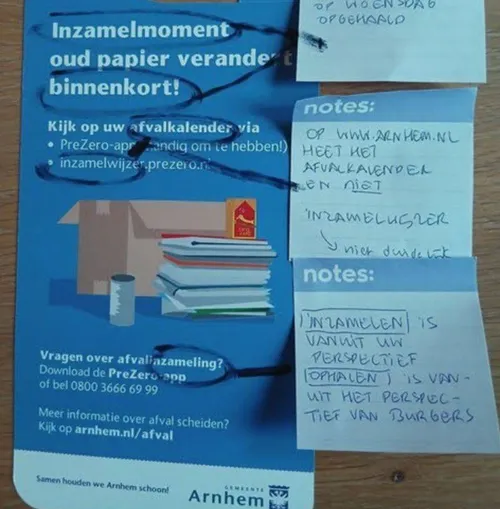 Inzamelmoment
oud papier verandert
binnenkort!
Kijk op uw afvalkalender via
• PreZero-app (handig om te hebben!)
• inzamelwijzer.prezero.nl
Vragen over afvalinzameling?
Download de PreZero-app
of bel 0800 3666 69 99
Meer informatie over afval scheiden?
Kijk op arnhem.nl/afval
Samen houden we Arnhem schoon!
GEMEENTE
Arnhem
OP WOENSDAG
OPGEHAALD
notes:
OP WWW.ARNHEM.NL
HEET HET
AFVALKALENDER
EN NIET
niet duidelijk
notes:
'INZAMELEN' IS
VANUIT UW
PERSPECTIEF
'OPHALEN' IS VAN-
UIT HET PERSPEC-
TIEF VAN BURGERS